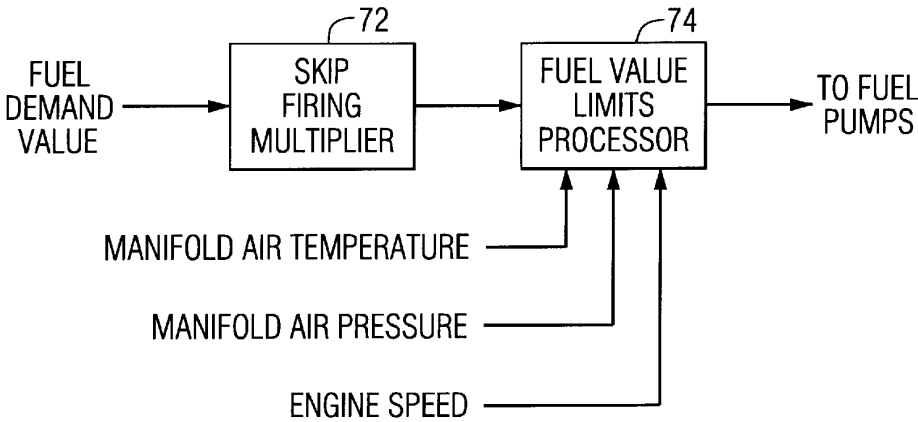 72
74
FUEL
DEMAND
VALUE
SKIP
FIRING
MULTIPLIER
FUEL VALUE
LIMITS
PROCESSOR
TO FUEL
PUMPS
MANIFOLD AIR TEMPERATURE
MANIFOLD AIR PRESSURE
ENGINE SPEED